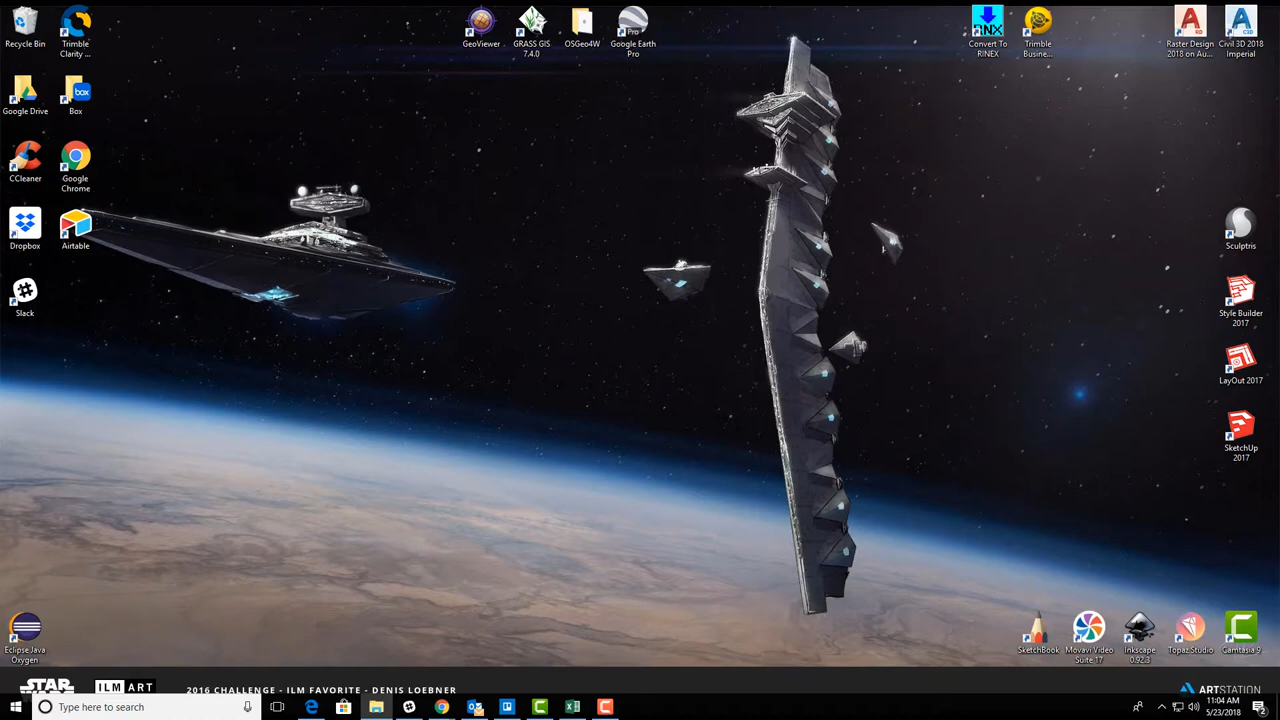 Recycle Bin
Trimble Clarity ...
GeoViewer
GRASS GIS 7.4.0
OSGeo4W
Google Earth Pro
Convert To RINEX
Trimble Busine...
Raster Design 2018 on Au...
Civil 3D 2018 Imperial
Google Drive
Box
CCleaner
Google Chrome
Dropbox
Airtable
Sculptris
Slack
Style Builder 2017
LayOut 2017
SketchUp 2017
Eclipse Java Oxygen
SketchBook
Movavi Video Suite 17
Inkscape 0.92.3
Topaz Studio
Camtasia 9
STAR
ILM ART
2016 CHALLENGE - ILM FAVORITE - DENIS LOEBNER
ARTSTATION
Type here to search
11:04 AM
5/23/2018